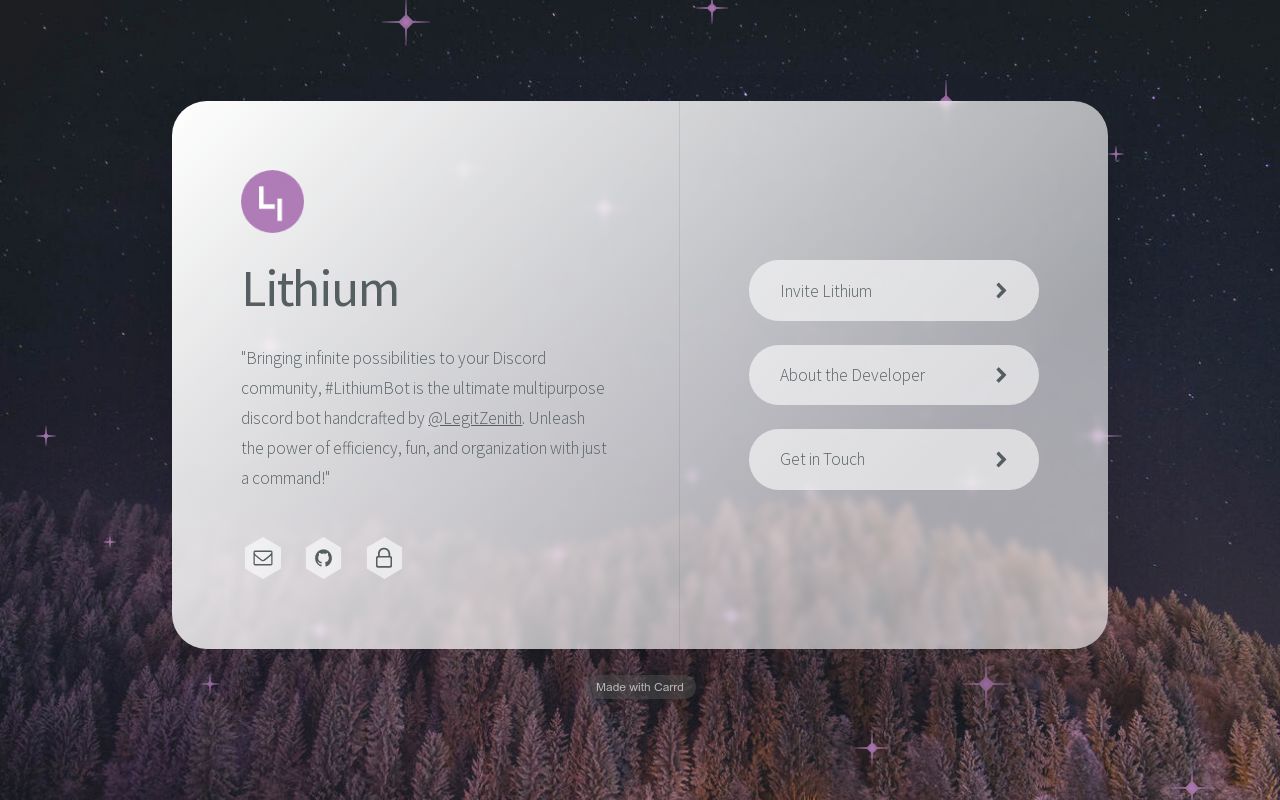 LI
Lithium
"Bringing infinite possibilities to your Discord
community, #LithiumBot is the ultimate multipurpose
discord bot handcrafted by @LegitZenith. Unleash
the power of efficiency, fun, and organization with just
a command!"
Invite Lithium
About the Developer
Get in Touch
Made with Carrd